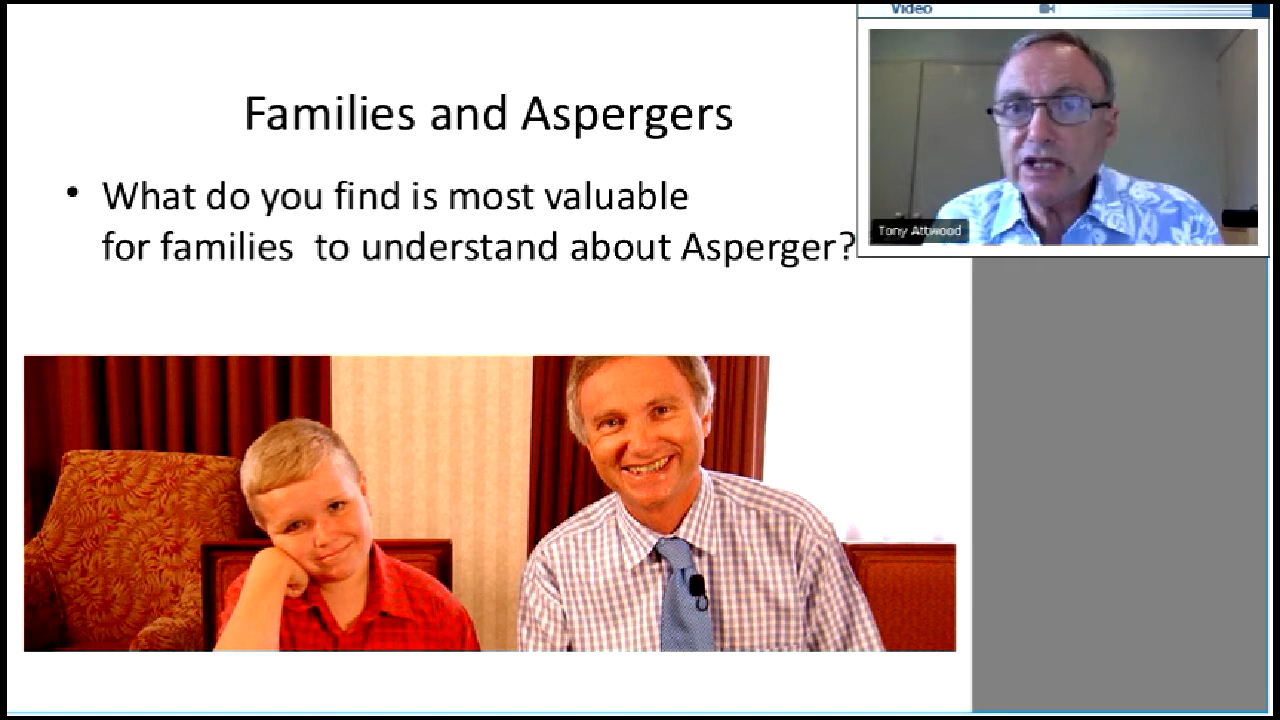 Video
Families and Aspergers
• What do you find is most valuable
for families  to understand about Asperger?
Tony Attwood